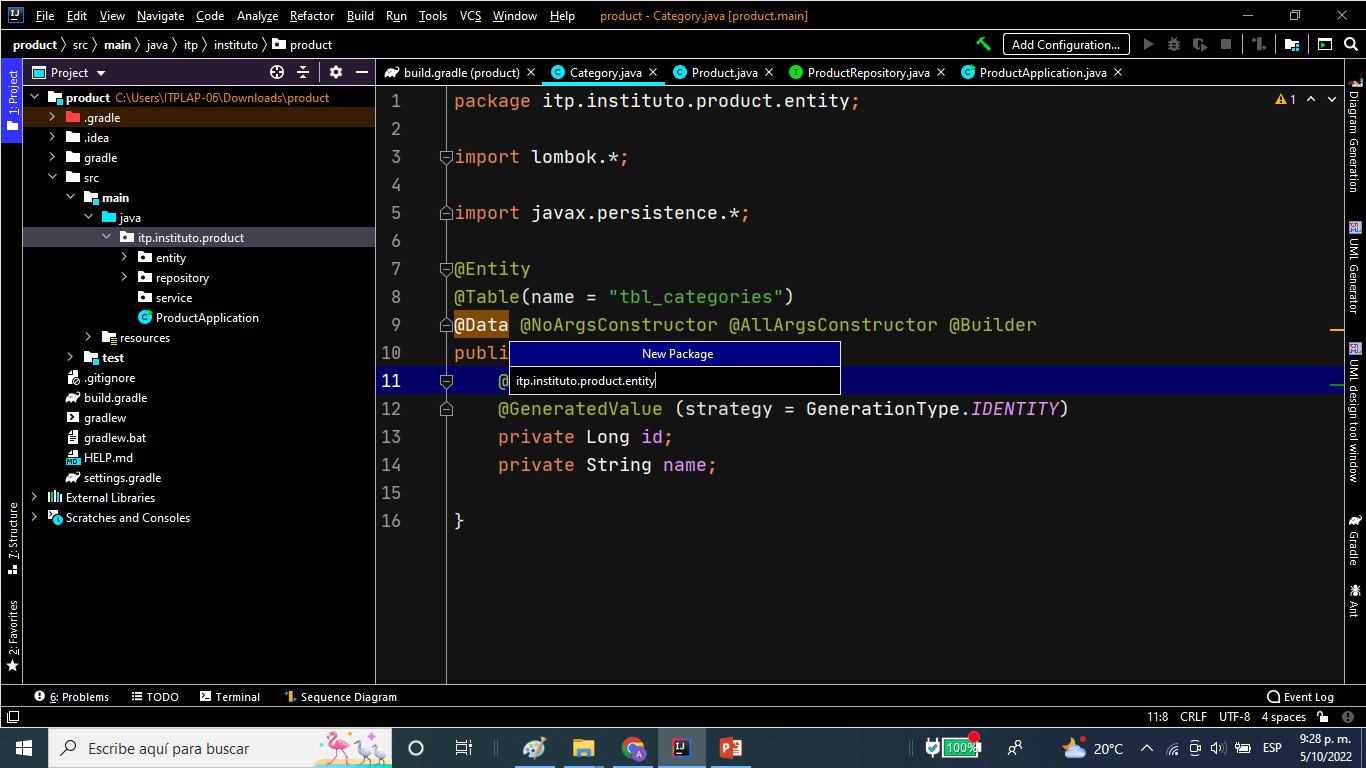 File Edit View Navigate Code Analyze Refactor Build Run Tools VCS Window Help product - Category.java [product.main]
product src main java itp instituto product Add Configuration...
1: Project
Project
build.gradle (product) Category.java Product.java ProductRepository.java ProductApplication.java
product C:\Users\ITPLAP-06\Downloads\product
.gradle
.idea
gradle
src
main
java
itp.instituto.product
entity
repository
service
ProductApplication
resources
test
.gitignore
build.gradle
gradlew
gradlew.bat
HELP.md
settings.gradle
External Libraries
Scratches and Consoles
7: Structure
2: Favorites
1 package itp.instituto.product.entity;
1
2
3 import lombok.*;
4
5 import javax.persistence.*;
6
7 @Entity
8 @Table(name = "tbl_categories")
9 @Data @NoArgsConstructor @AllArgsConstructor @Builder
10 publi
New Package
itp.instituto.product.entity
11 @
12 @GeneratedValue (strategy = GenerationType.IDENTITY)
13 private Long id;
14 private String name;
15
16 }
Diagram Generation
UML Generator
UML design tool window
Gradle
Ant
6: Problems TODO Terminal Sequence Diagram Event Log
11:8 CRLF UTF-8 4 spaces
Escribe aquí para buscar
100%
20°C
ESP
9:28 p. m.
5/10/2022